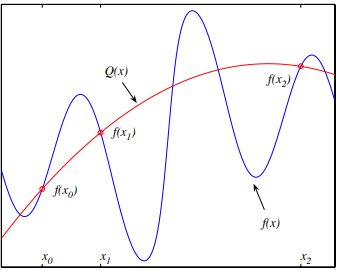 Q(x)
f(x₂)
f(x₁)
f(x₀)
f(x)
x₀ x₁ x₂